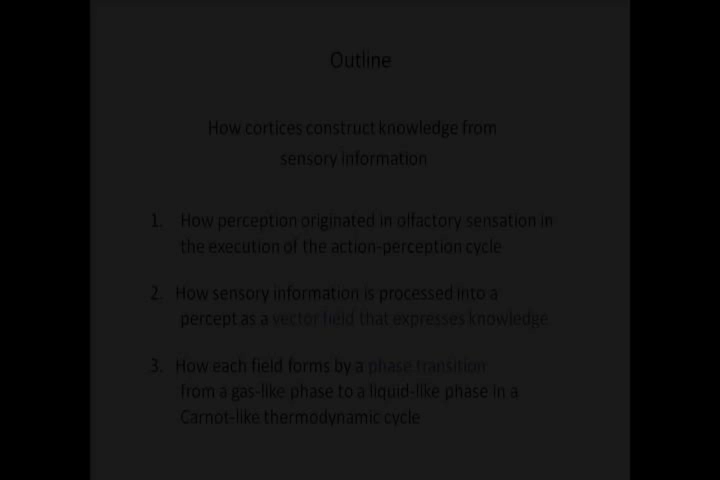 Outline
How cortices construct knowledge from
sensory information
1. How perception originated in olfactory sensation in
the execution of the action-perception cycle
2. How sensory information is processed into a
percept as a vector field that expresses knowledge
3. How each field forms by a phase transition
from a gas-like phase to a liquid-like phase in a
Carnot-like thermodynamic cycle